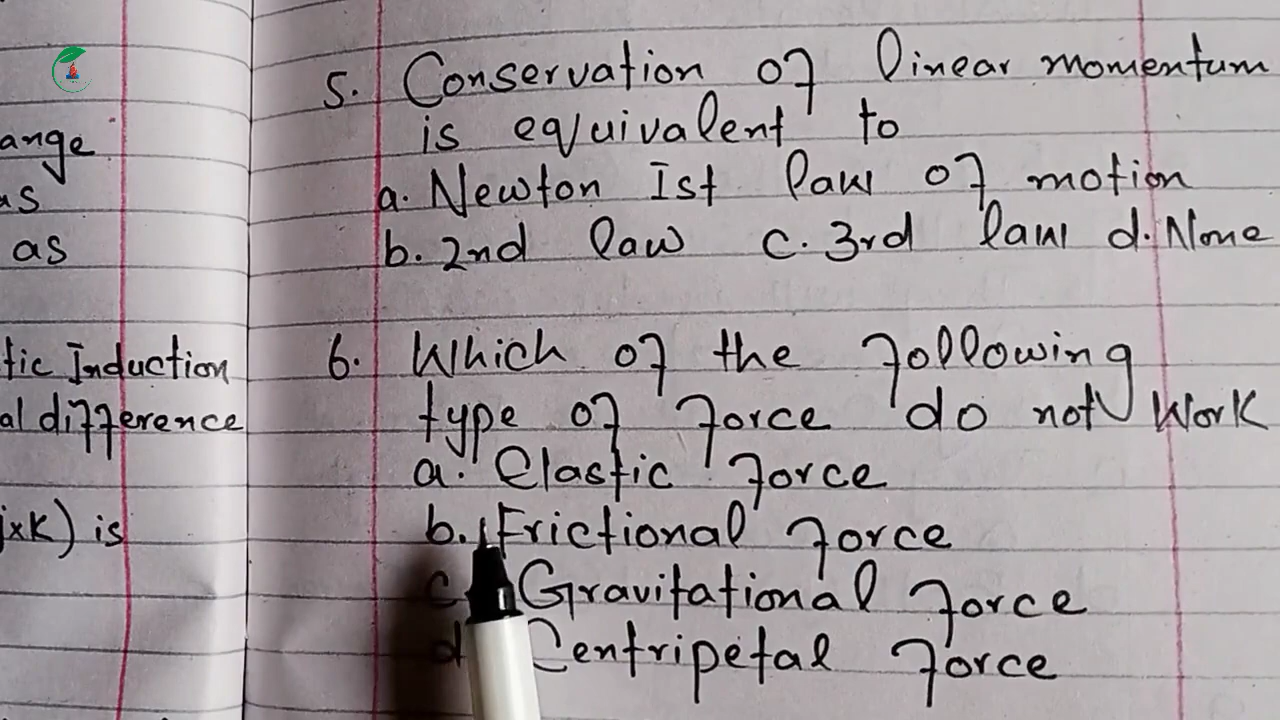 ange
as
as
tic Induction
al difference
jxK) is
5. Conservation of linear momentum
is equivalent to
a. Newton Ist law of motion
b. 2nd law c. 3rd law d. None
6. Which of the following
type of force do not work
a. Elastic force
b. Frictional force
c Gravitational force
d Centripetal force